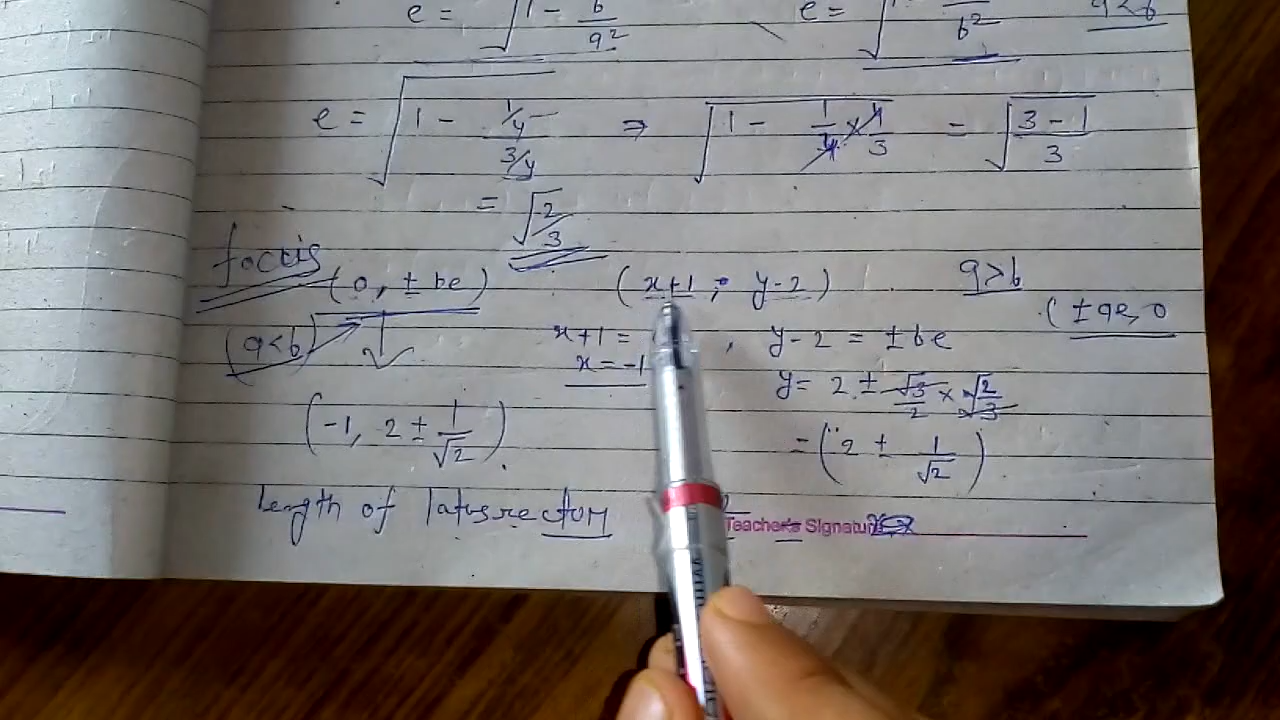 e = √1 - b/a² e = √1 - /b² a<b
e = √1 - 1/4 / 3/4 ⇒ √1 - 1/4 × 4/3 = √3-1/3
= √2/3
focus (0, ± be) (x+1, y-2) a>b
(a<b) x+1 = , y-2 = ± be (± ae, 0
x = -1 y = 2 ± √3/2 × √2/√3
(-1, 2 ± 1/√2). = (2 ± 1/√2)
Length of latusrectum
Teacher's Signature